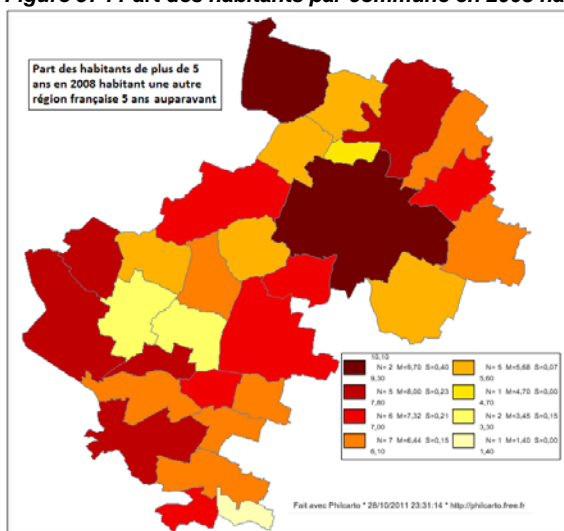 Part des habitants de plus de 5
ans en 2008 habitant une autre
région française 5 ans auparavant
10,10
N= 2 M=9,70 S=0,40
9,30
N= 5 M=8,00 S=0,23
7,80
N= 6 M=7,32 S=0,21
7,00
N= 7 M=6,44 S=0,15
6,10
N= 5 M=5,68 S=0,07
5,60
N= 1 M=4,70 S=0,00
4,70
N= 2 M=3,45 S=0,15
3,30
N= 1 M=1,40 S=0,00
1,40
Fait avec Philcarto * 28/10/2011 23:31:14 * http://philcarto.free.fr